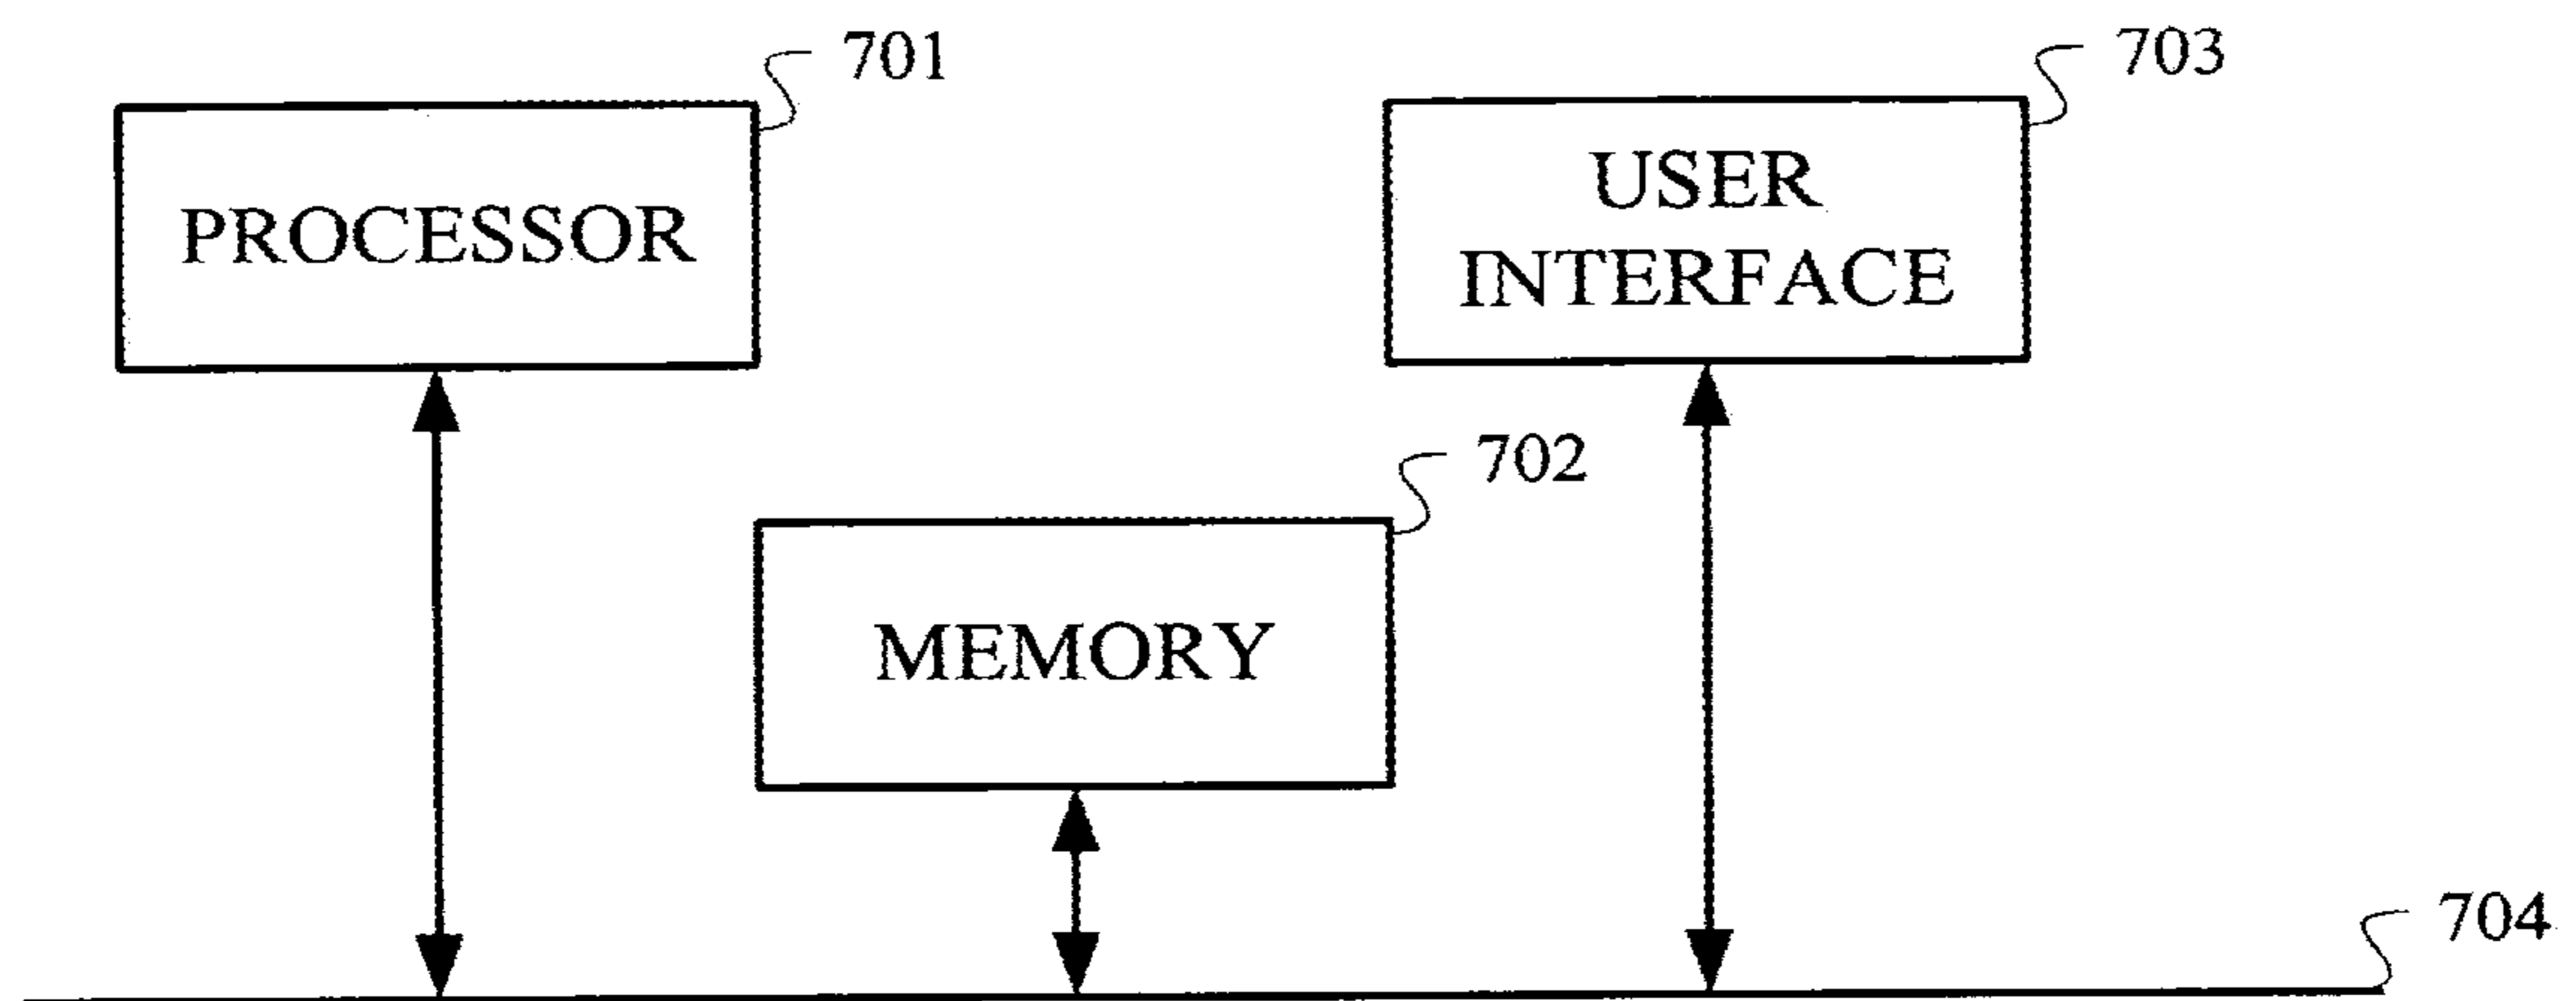 701
703
PROCESSOR
USER
INTERFACE
702
MEMORY
704